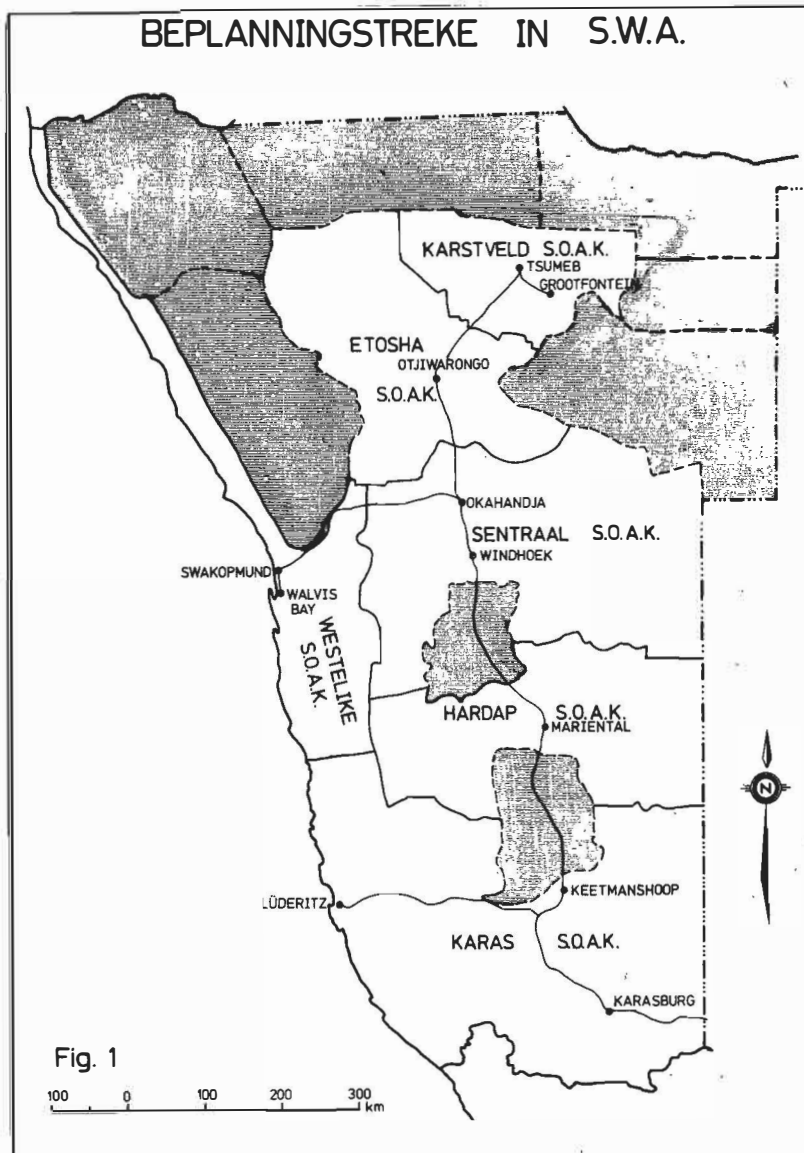 BEPLANNINGSTREKE IN S.W.A.
KARSTVELD S.O.A.K.
TSUMEB
GROOTFONTEIN
ETOSHA
OTJIWARONGO
S.O.A.K.
OKAHANDJA
SENTRAAL S.O.A.K.
WINDHOEK
SWAKOPMUND
WALVIS
BAY
WESTELIKE
S.O.A.K.
HARDAP S.O.A.K.
MARIENTAL
N
KEETMANSHOOP
LÜDERITZ
KARAS S.O.A.K.
KARASBURG
Fig. 1
100 0 100 200 300
km